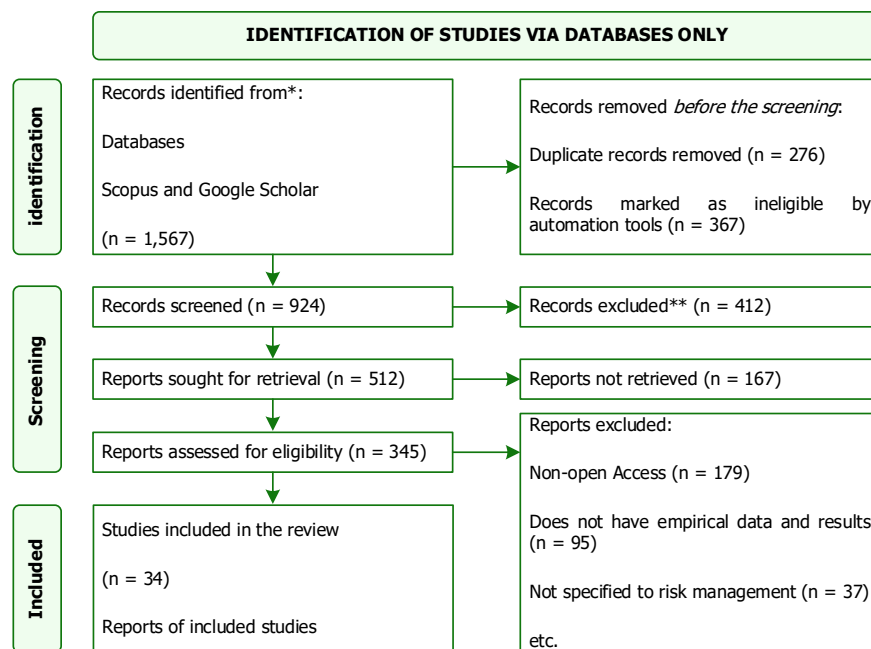 IDENTIFICATION OF STUDIES VIA DATABASES ONLY
identification
Records identified from*:
Databases
Scopus and Google Scholar
(n = 1,567)
Records removed before the screening:
Duplicate records removed (n = 276)
Records marked as ineligible by
automation tools (n = 367)
Screening
Records screened (n = 924)
Records excluded** (n = 412)
Reports sought for retrieval (n = 512)
Reports not retrieved (n = 167)
Reports assessed for eligibility (n = 345)
Reports excluded:
Non-open Access (n = 179)
Does not have empirical data and results
(n = 95)
Not specified to risk management (n = 37)
etc.
Included
Studies included in the review
(n = 34)
Reports of included studies